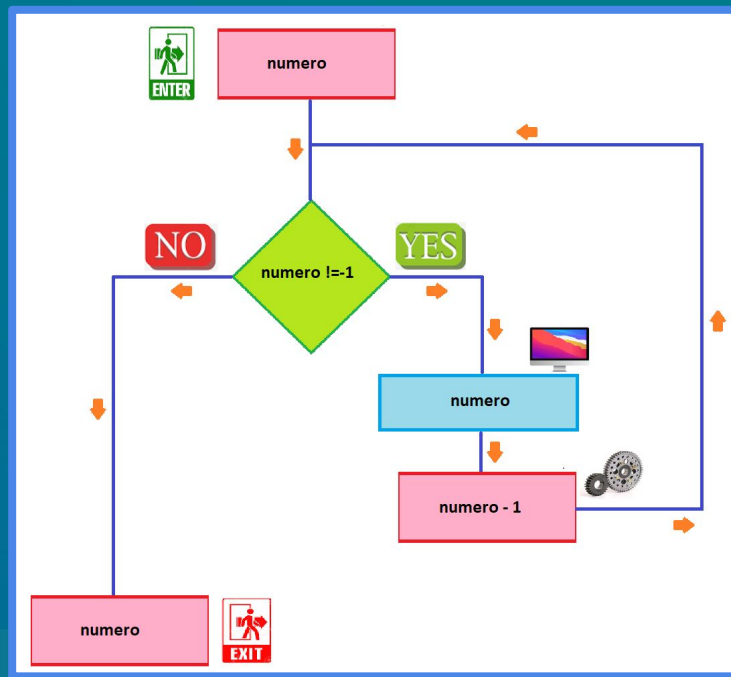 ENTER
numero
NO
YES
numero !=-1
numero
numero - 1
numero
EXIT